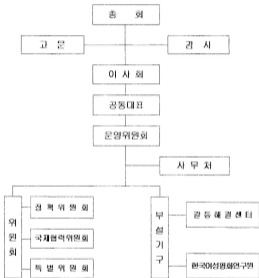 총 회
고 문
감 사
이 사 회
공동대표
운영위원회
사 무 처
위원회
정 책 위 원 회
국제협력위원회
특 별 위 원 회
부설기구
갈등해결센터
한국여성평화연구원